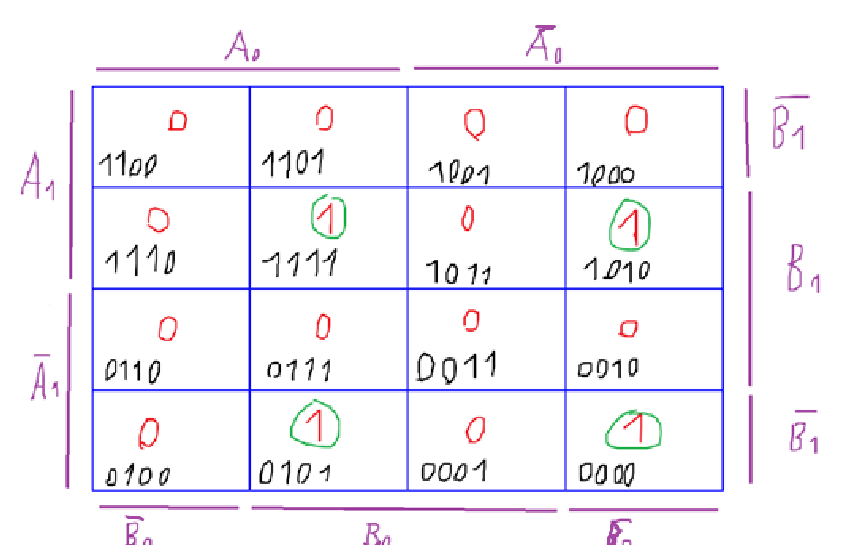 A₀ A̅₀
0 0 0 0 B̅1
A₁ 1100 1101 1001 1000
0 1 0 1
1110 1111 1011 1010 B₁
0 0 0 0
A̅₁ 0110 0111 0011 0010
0 1 0 1 B̅₁
0100 0101 0001 0000
B̅₀ B₀